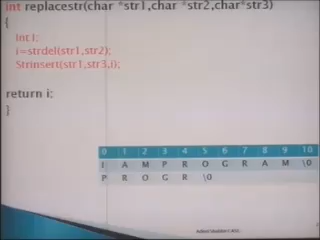 int replacestr(char *str1,char *str2,char*str3)
{
Int i;
i=strdel(str1,str2);
Strinsert(str1,str3,i);
return i;
}
0 1 2 3 4 5 6 7 8 9 10
I A M P R O G R A M \0
P R O G R \0